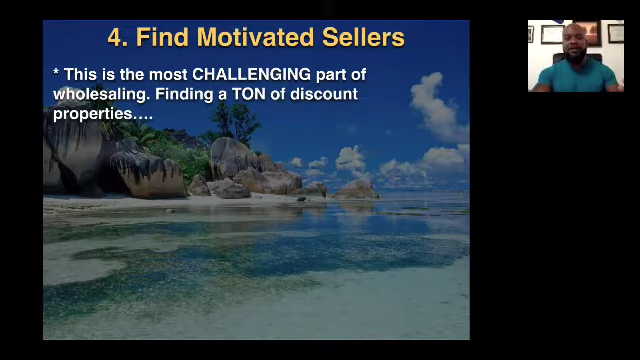 4. Find Motivated Sellers
* This is the most CHALLENGING part of
wholesaling. Finding a TON of discount
properties….